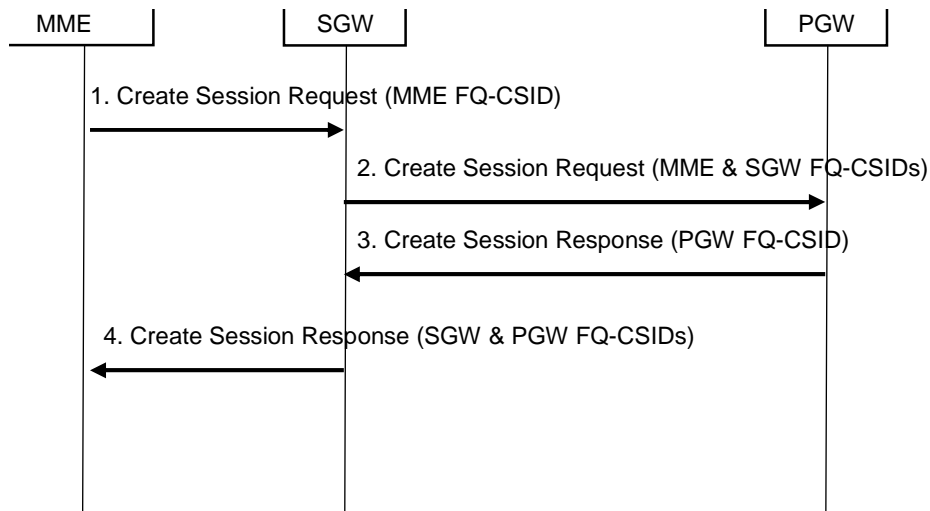 MME
SGW
PGW
1. Create Session Request (MME FQ-CSID)
2. Create Session Request (MME & SGW FQ-CSIDs)
3. Create Session Response (PGW FQ-CSID)
4. Create Session Response (SGW & PGW FQ-CSIDs)